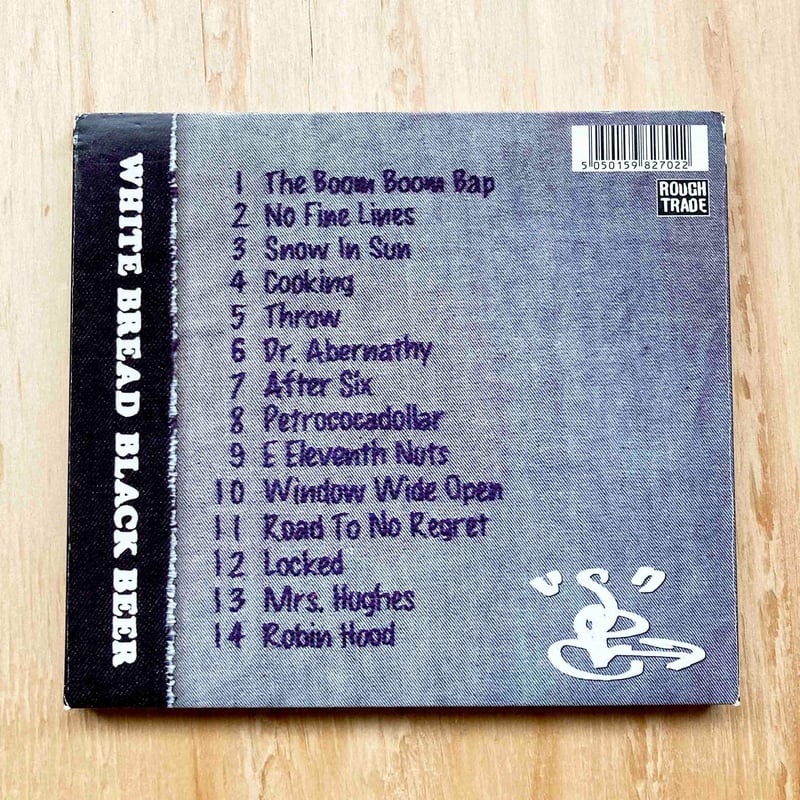 WHITE BREAD BLACK BEER
5 050159 827022
ROUGH
TRADE
1 The Boom Boom Bap
2 No Fine Lines
3 Snow In Sun
4 Cooking
5 Throw
6 Dr. Abernathy
7 After Six
8 Petrococadollar
9 E Eleventh Nuts
10 Window Wide Open
11 Road To No Regret
12 Locked
13 Mrs. Hughes
14 Robin Hood